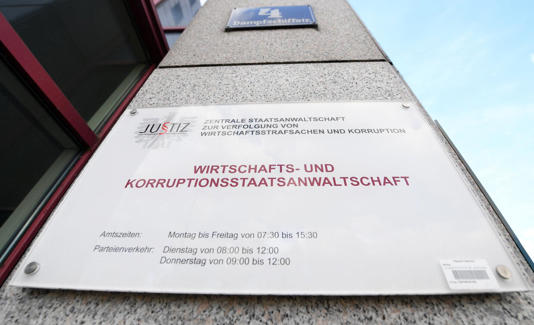 4
Dampfschiffstr.
JUSTIZ
ZENTRALE STAATSANWALTSCHAFT
ZUR VERFOLGUNG VON
WIRTSCHAFTSSTRAFSACHEN UND KORRUPTION
WIRTSCHAFTS- UND
KORRUPTIONSSTAATSANWALTSCHAFT
Amtszeiten: Montag bis Freitag von 07:30 bis 15:30
Parteienverkehr: Dienstag von 08:00 bis 12:00
Donnerstag von 09:00 bis 12:00